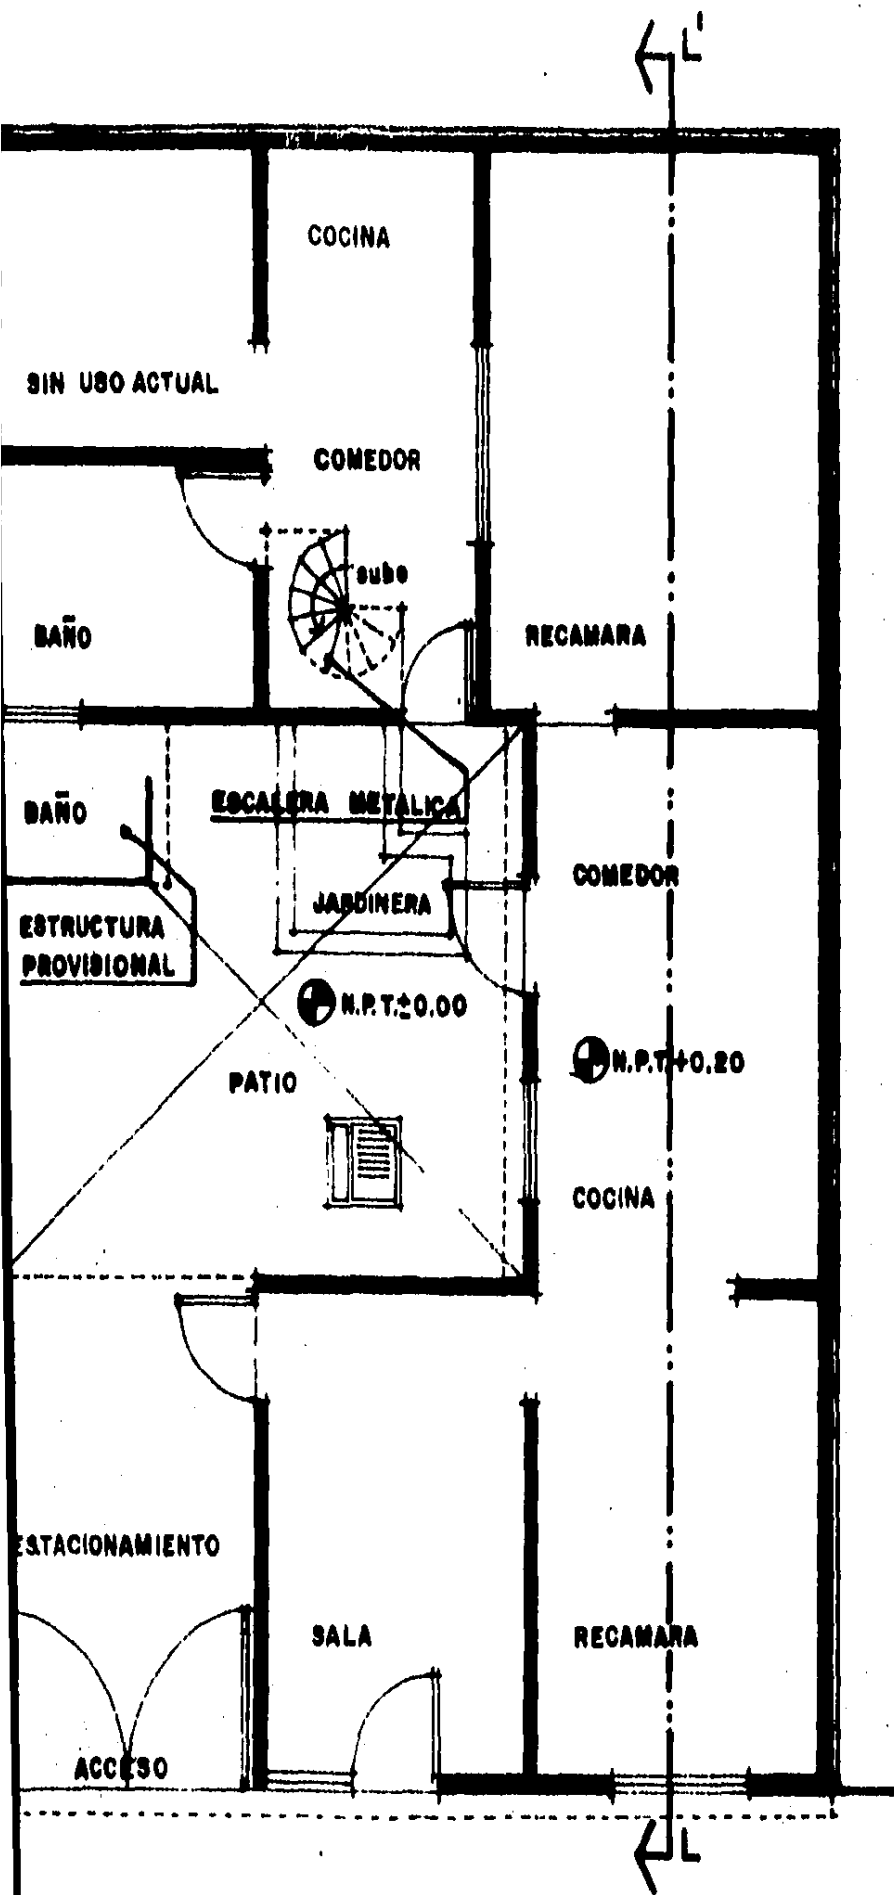 L'
COCINA
SIN USO ACTUAL
COMEDOR
sube
BAÑO
RECAMARA
BAÑO
ESCALERA METALICA
COMEDOR
JARDINERA
ESTRUCTURA
PROVISIONAL
N.P.T.±0.00
N.P.T.+0.20
PATIO
COCINA
ESTACIONAMIENTO
SALA
RECAMARA
ACCESO
L